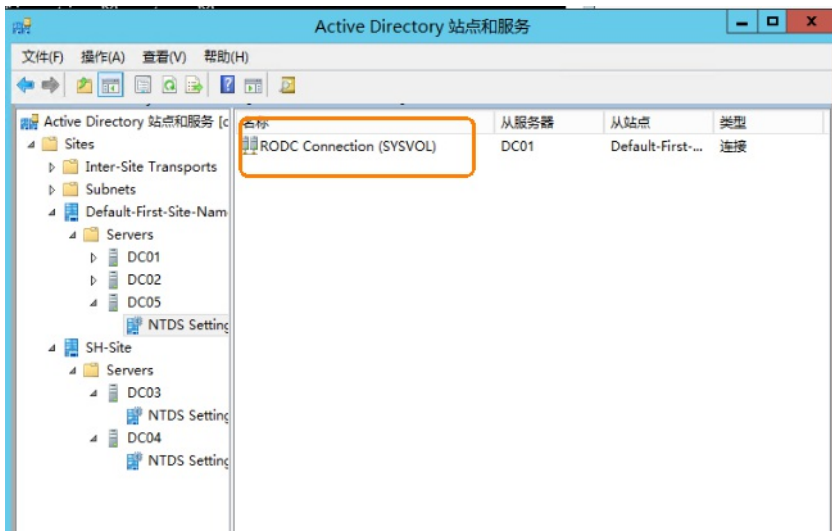 Active Directory 站点和服务
文件(F) 操作(A) 查看(V) 帮助(H)
Active Directory 站点和服务 [c
Sites
Inter-Site Transports
Subnets
Default-First-Site-Nam
Servers
DC01
DC02
DC05
NTDS Setting
SH-Site
Servers
DC03
NTDS Setting
DC04
NTDS Setting
名称 从服务器 从站点 类型
RODC Connection (SYSVOL) DC01 Default-First-... 连接